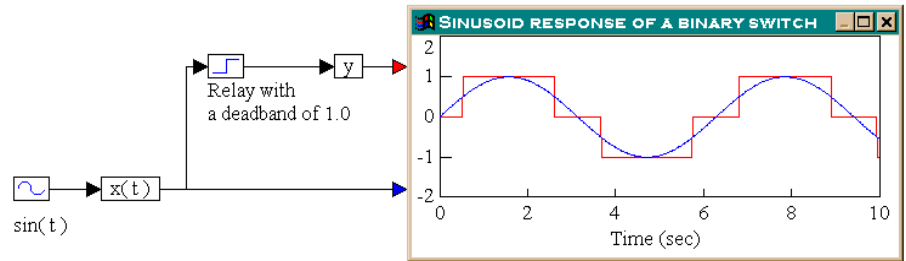 SINUSOID RESPONSE OF A BINARY SWITCH
y
Relay with
a deadband of 1.0
x(t)
sin(t)
2
1
0
-1
-2
0 2 4 6 8 10
Time (sec)